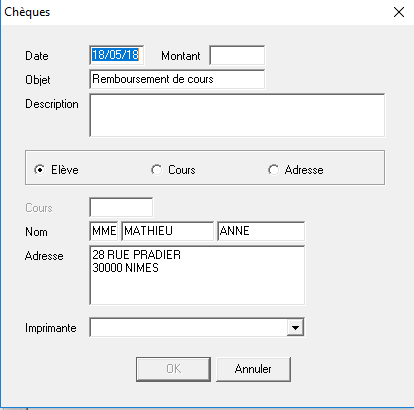 Chèques
Date 18/05/18 Montant
Objet Remboursement de cours
Description
Elève Cours Adresse
Cours
Nom MME MATHIEU ANNE
Adresse 28 RUE PRADIER
30000 NIMES
Imprimante
OK Annuler